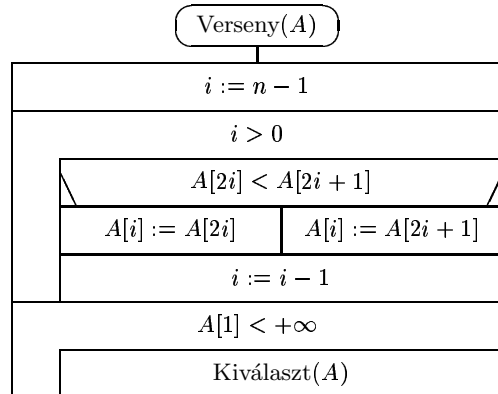 Verseny(A)
i := n − 1
i > 0
A[2i] < A[2i + 1]
A[i] := A[2i] A[i] := A[2i + 1]
i := i − 1
A[1] < +∞
Kiválaszt(A)